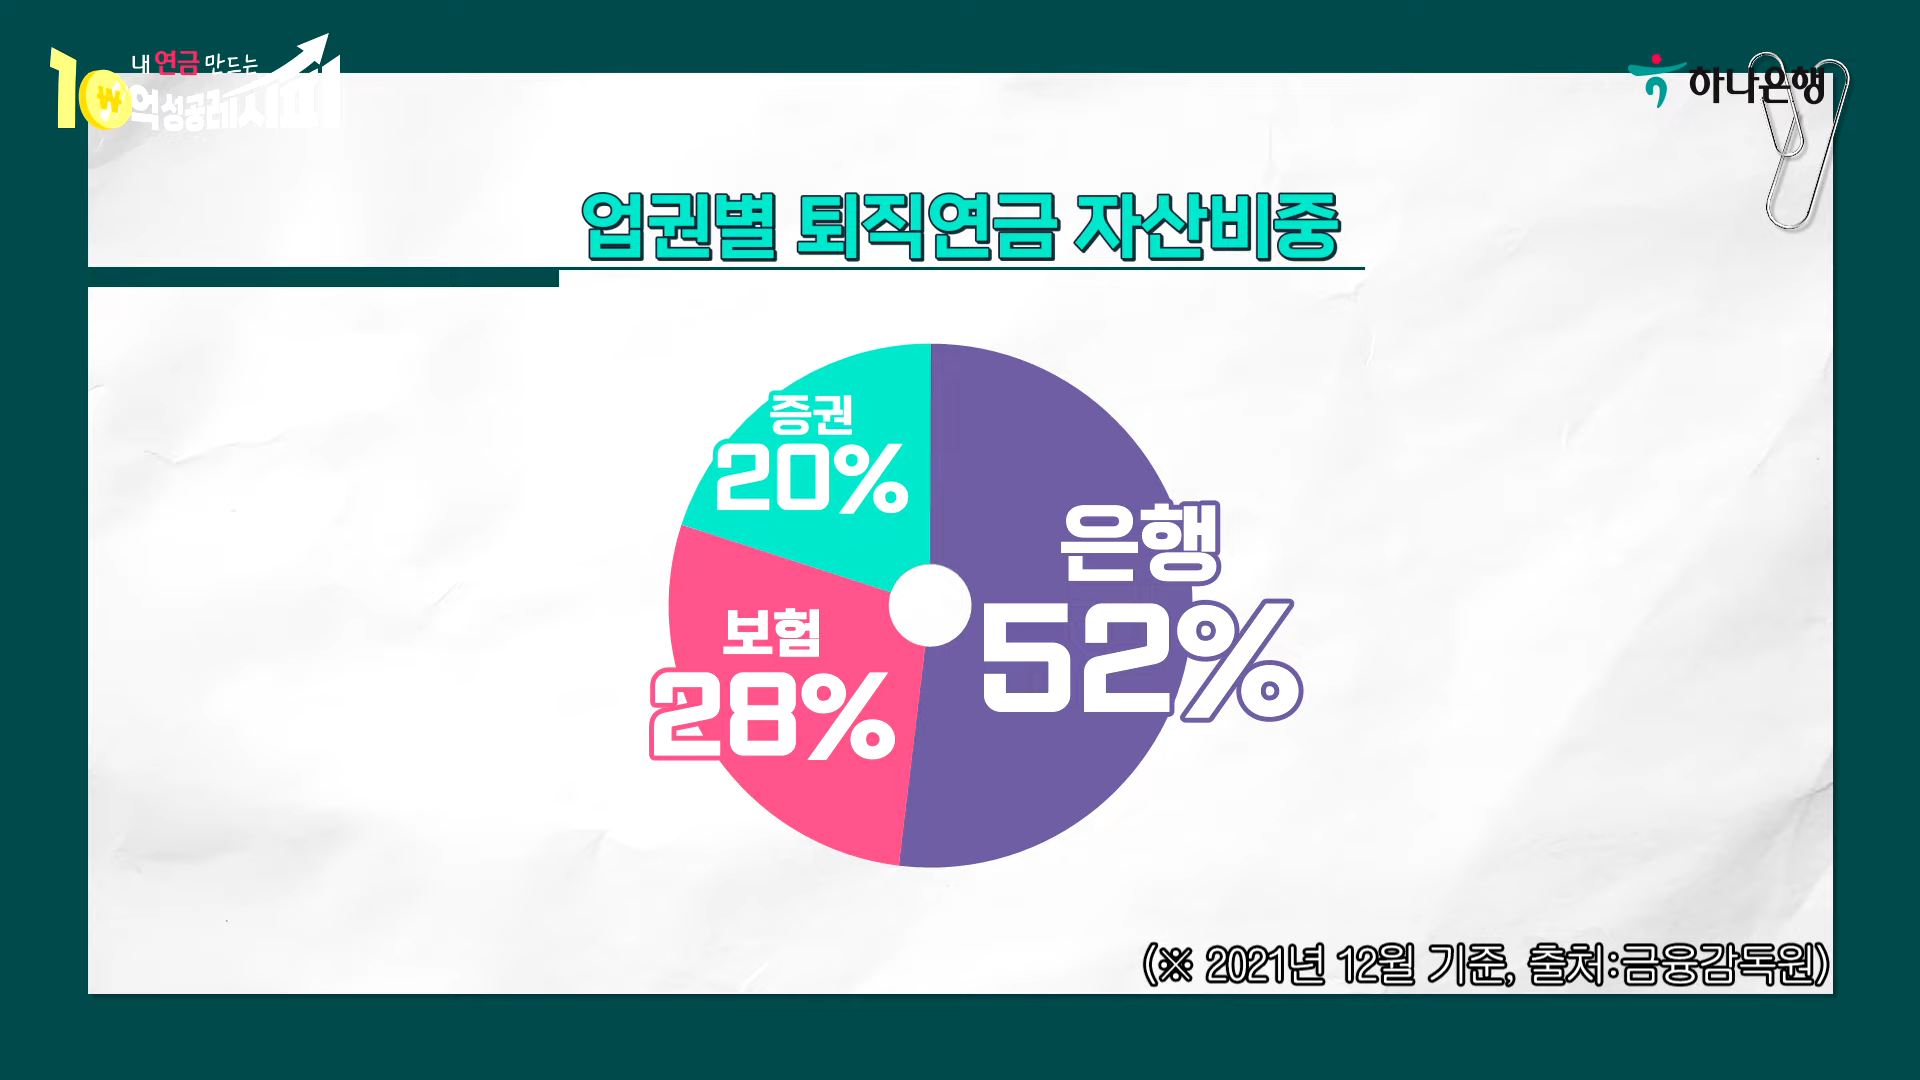 내 연금 만드는
10억 성공레시피
하나은행
업권별 퇴직연금 자산비중
증권
20%
은행
52%
보험
28%
(※ 2021년 12월 기준, 출처:금융감독원)